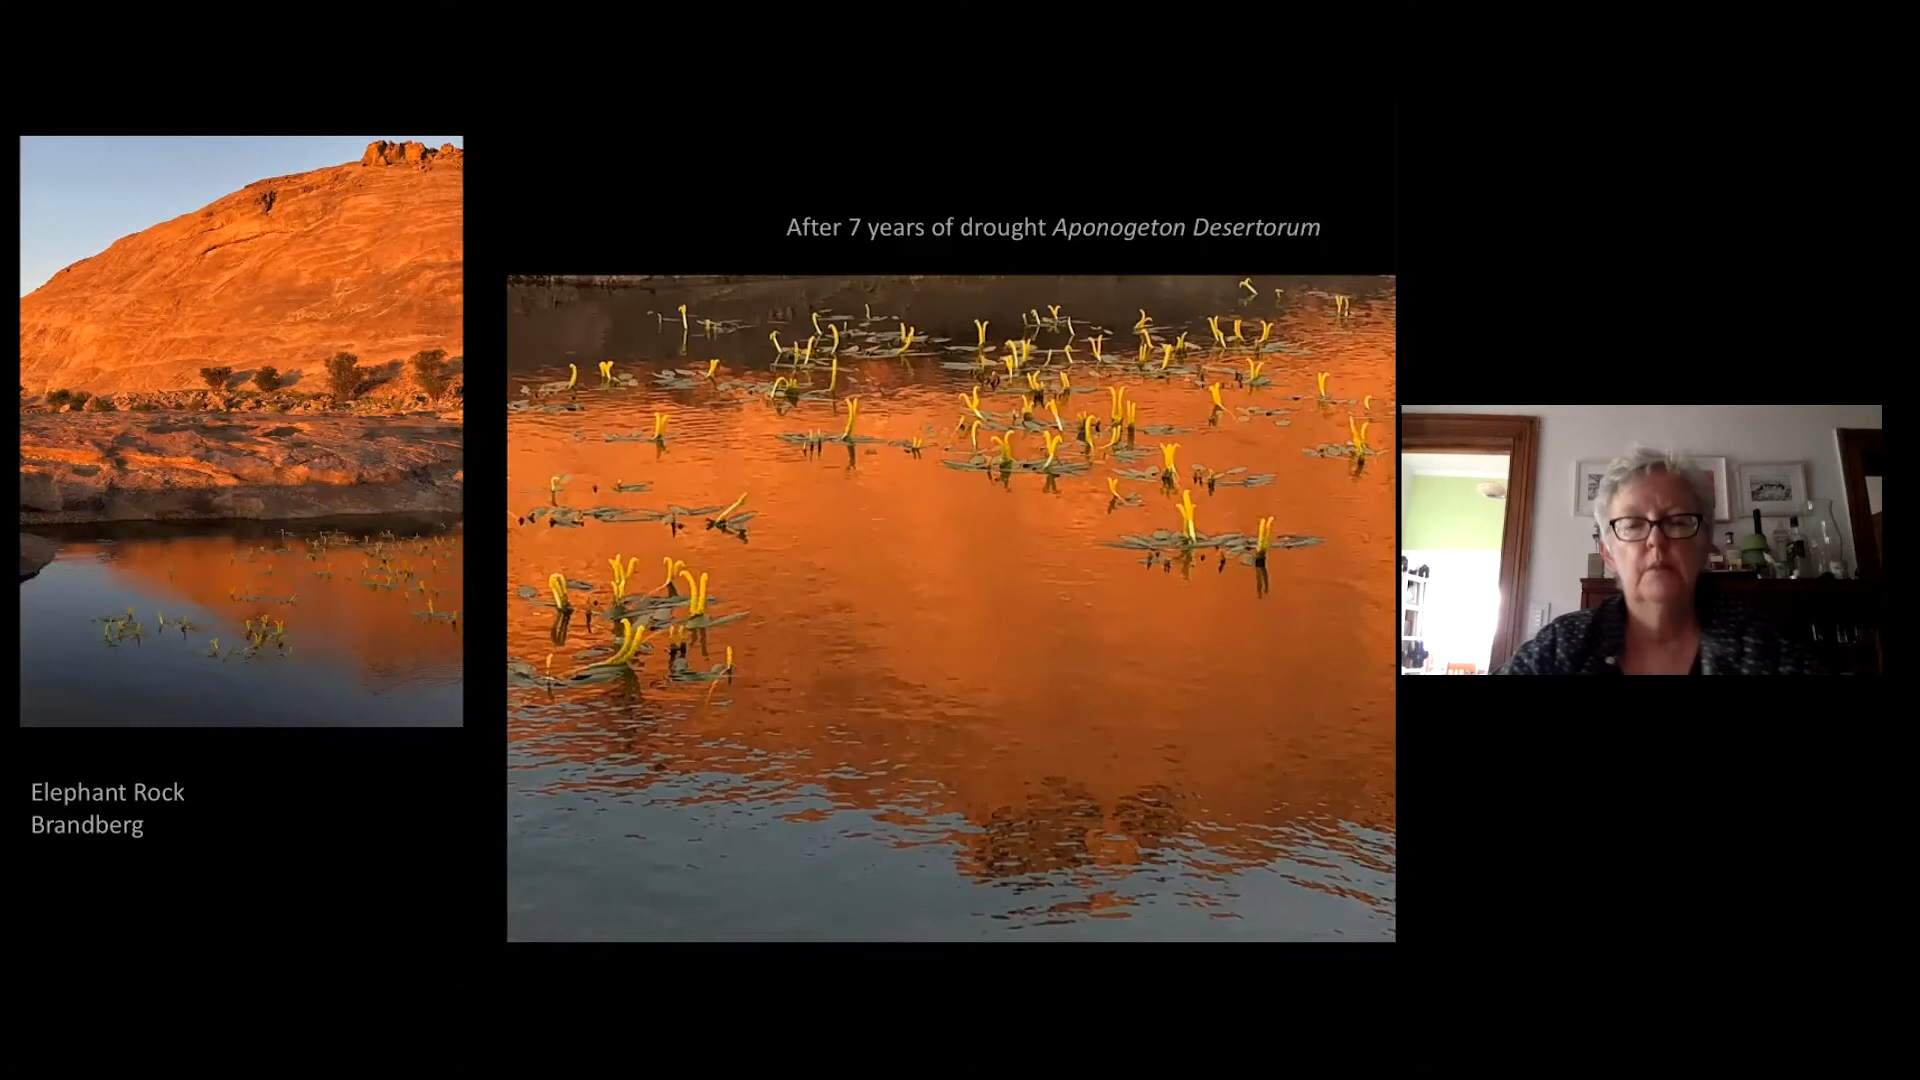 After 7 years of drought Aponogeton Desertorum
Elephant Rock
Brandberg